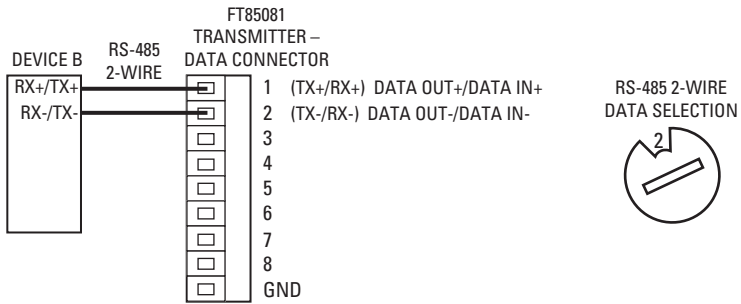 FT85081
TRANSMITTER –
DATA CONNECTOR
DEVICE B
RS-485
2-WIRE
RX+/TX+
RX-/TX-
1 (TX+/RX+) DATA OUT+/DATA IN+
2 (TX-/RX-) DATA OUT-/DATA IN-
3
4
5
6
7
8
GND
RS-485 2-WIRE
DATA SELECTION
2